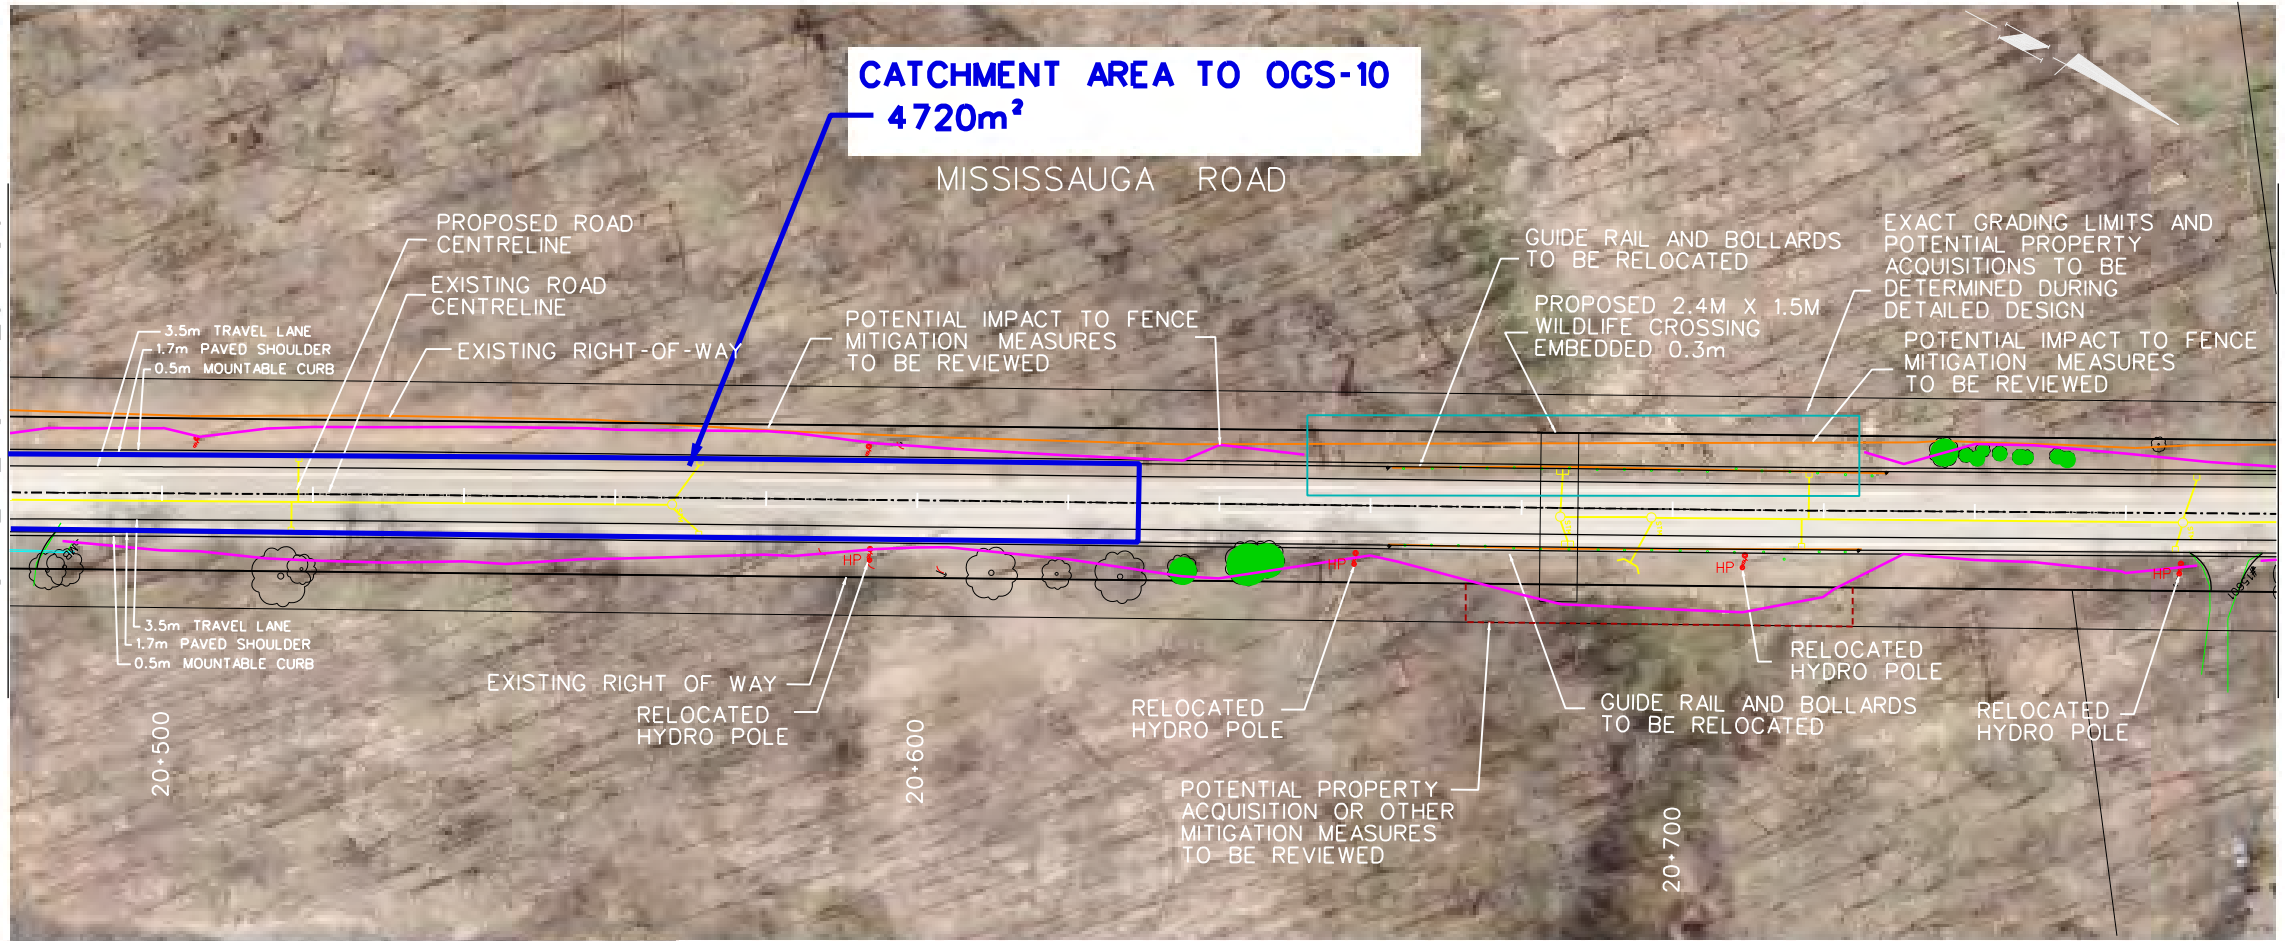 CATCHMENT AREA TO OGS-10
4720m²
MISSISSAUGA ROAD
PROPOSED ROAD
CENTRELINE
EXISTING ROAD
CENTRELINE
3.5m TRAVEL LANE
1.7m PAVED SHOULDER
0.5m MOUNTABLE CURB
EXISTING RIGHT-OF-WAY
POTENTIAL IMPACT TO FENCE
MITIGATION MEASURES
TO BE REVIEWED
GUIDE RAIL AND BOLLARDS
TO BE RELOCATED
PROPOSED 2.4M X 1.5M
WILDLIFE CROSSING
EMBEDDED 0.3m
EXACT GRADING LIMITS AND
POTENTIAL PROPERTY
ACQUISITIONS TO BE
DETERMINED DURING
DETAILED DESIGN
POTENTIAL IMPACT TO FENCE
MITIGATION MEASURES
TO BE REVIEWED
HP
HP
HP
HP
3.5m TRAVEL LANE
1.7m PAVED SHOULDER
0.5m MOUNTABLE CURB
EXISTING RIGHT OF WAY
RELOCATED
HYDRO POLE
RELOCATED
HYDRO POLE
RELOCATED
HYDRO POLE
GUIDE RAIL AND BOLLARDS
TO BE RELOCATED
RELOCATED
HYDRO POLE
POTENTIAL PROPERTY
ACQUISITION OR OTHER
MITIGATION MEASURES
TO BE REVIEWED
20+500
20+600
20+700